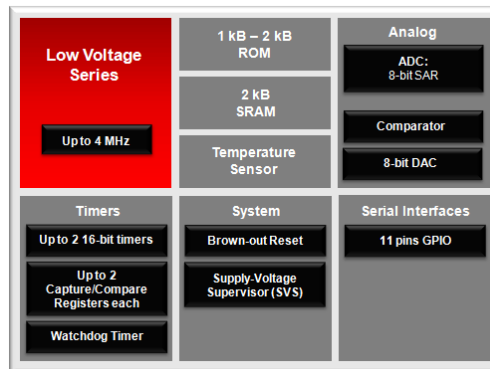 Low Voltage
Series
Up to 4 MHz
1 kB – 2 kB
ROM
2 kB
SRAM
Temperature
Sensor
Analog
ADC:
8-bit SAR
Comparator
8-bit DAC
Timers
Up to 2 16-bit timers
Up to 2
Capture/Compare
Registers each
Watchdog Timer
System
Brown-out Reset
Supply-Voltage
Supervisor (SVS)
Serial Interfaces
11 pins GPIO